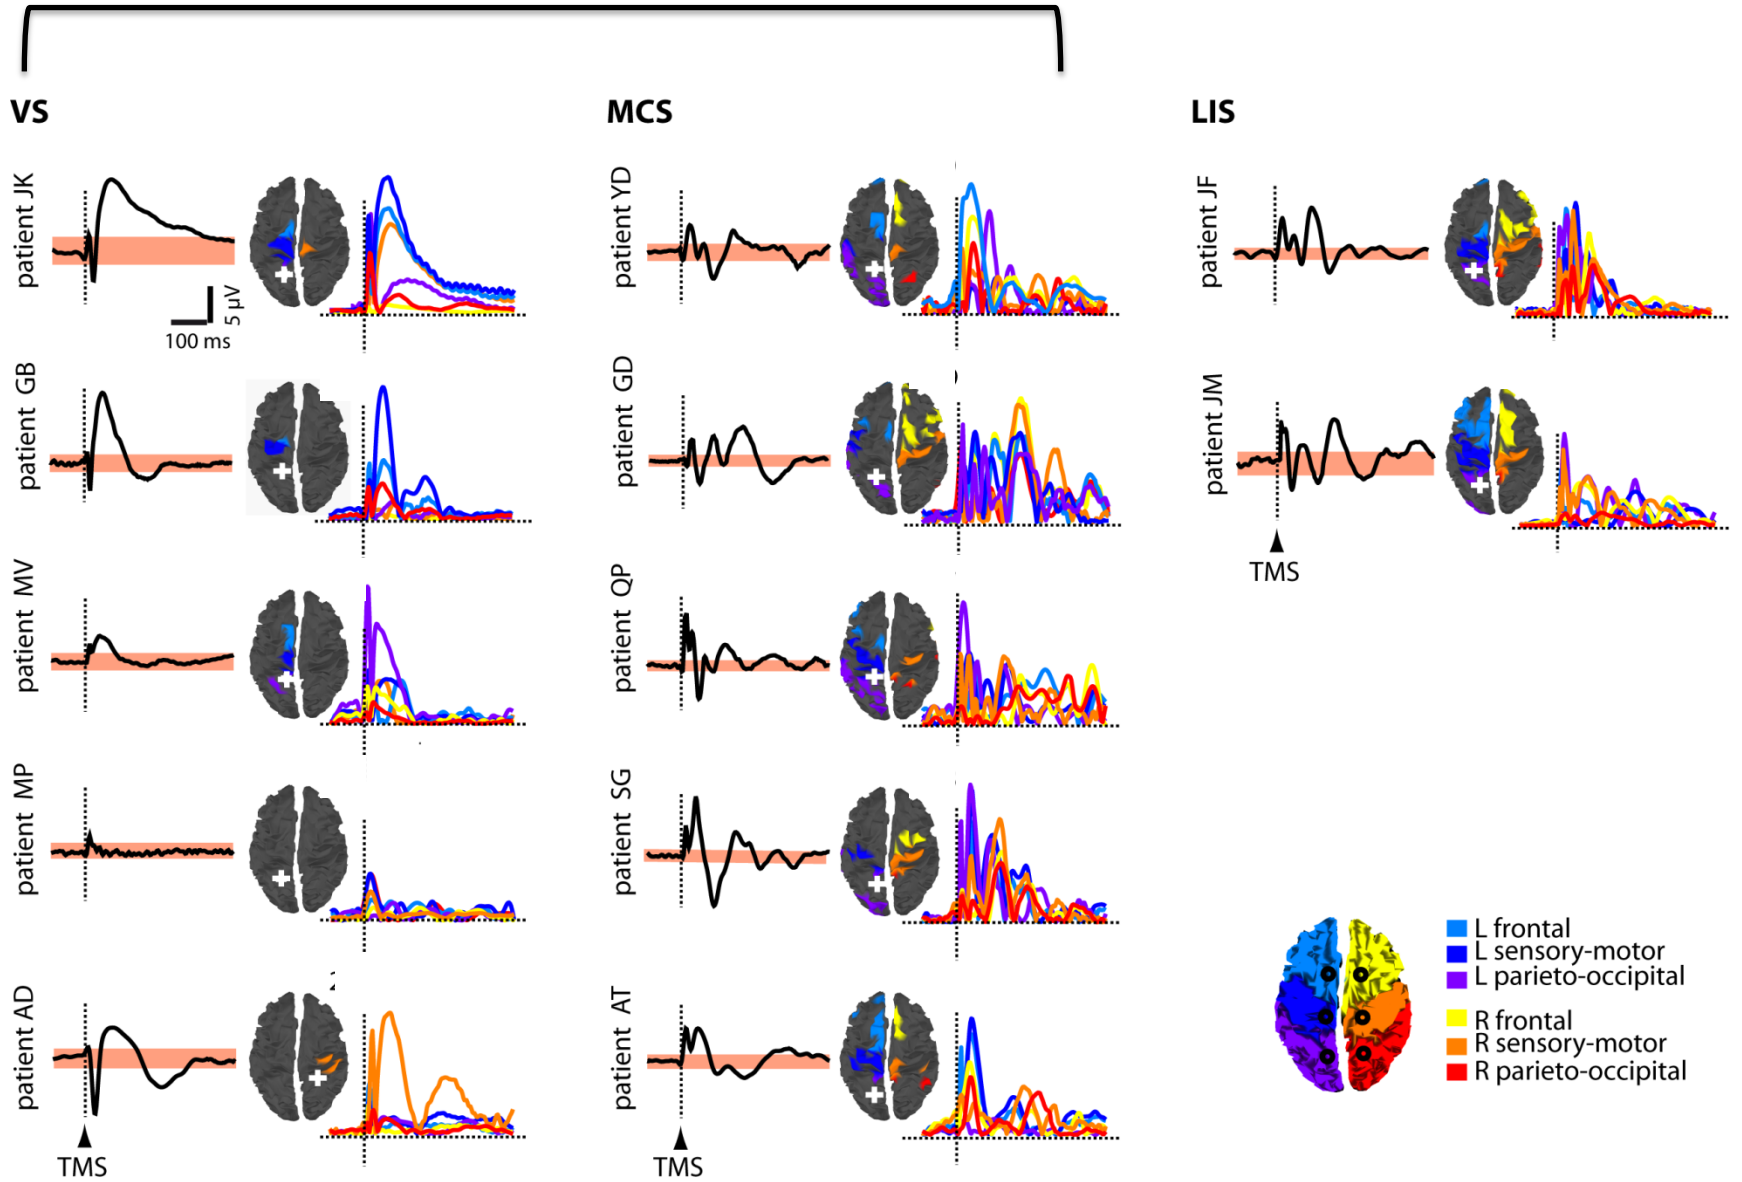 VS
MCS
LIS
patient JK
5 µV
100 ms
patient GB
patient MV
patient MP
patient AD
TMS
patient YD
patient GD
patient QP
patient SG
patient AT
TMS
patient JF
patient JM
TMS
L frontal
L sensory-motor
L parieto-occipital
R frontal
R sensory-motor
R parieto-occipital